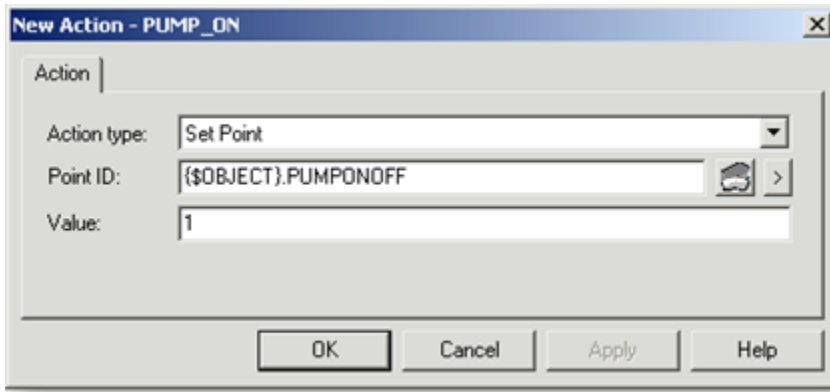 New Action - PUMP_ON
Action
Action type: Set Point
Point ID: {$OBJECT}.PUMPONOFF >
Value: 1
OK Cancel Apply Help